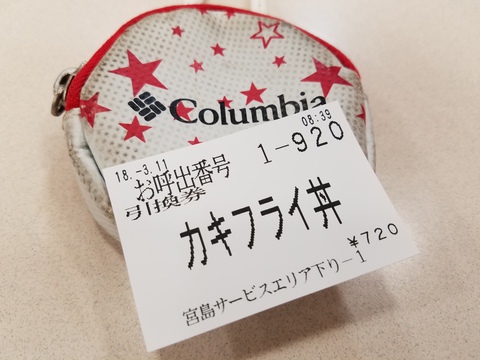 Columbia
18.-3.11
08:39
お呼出番号 1-920
引換券
カキフライ丼
¥720
宮島サービスエリア下り-1